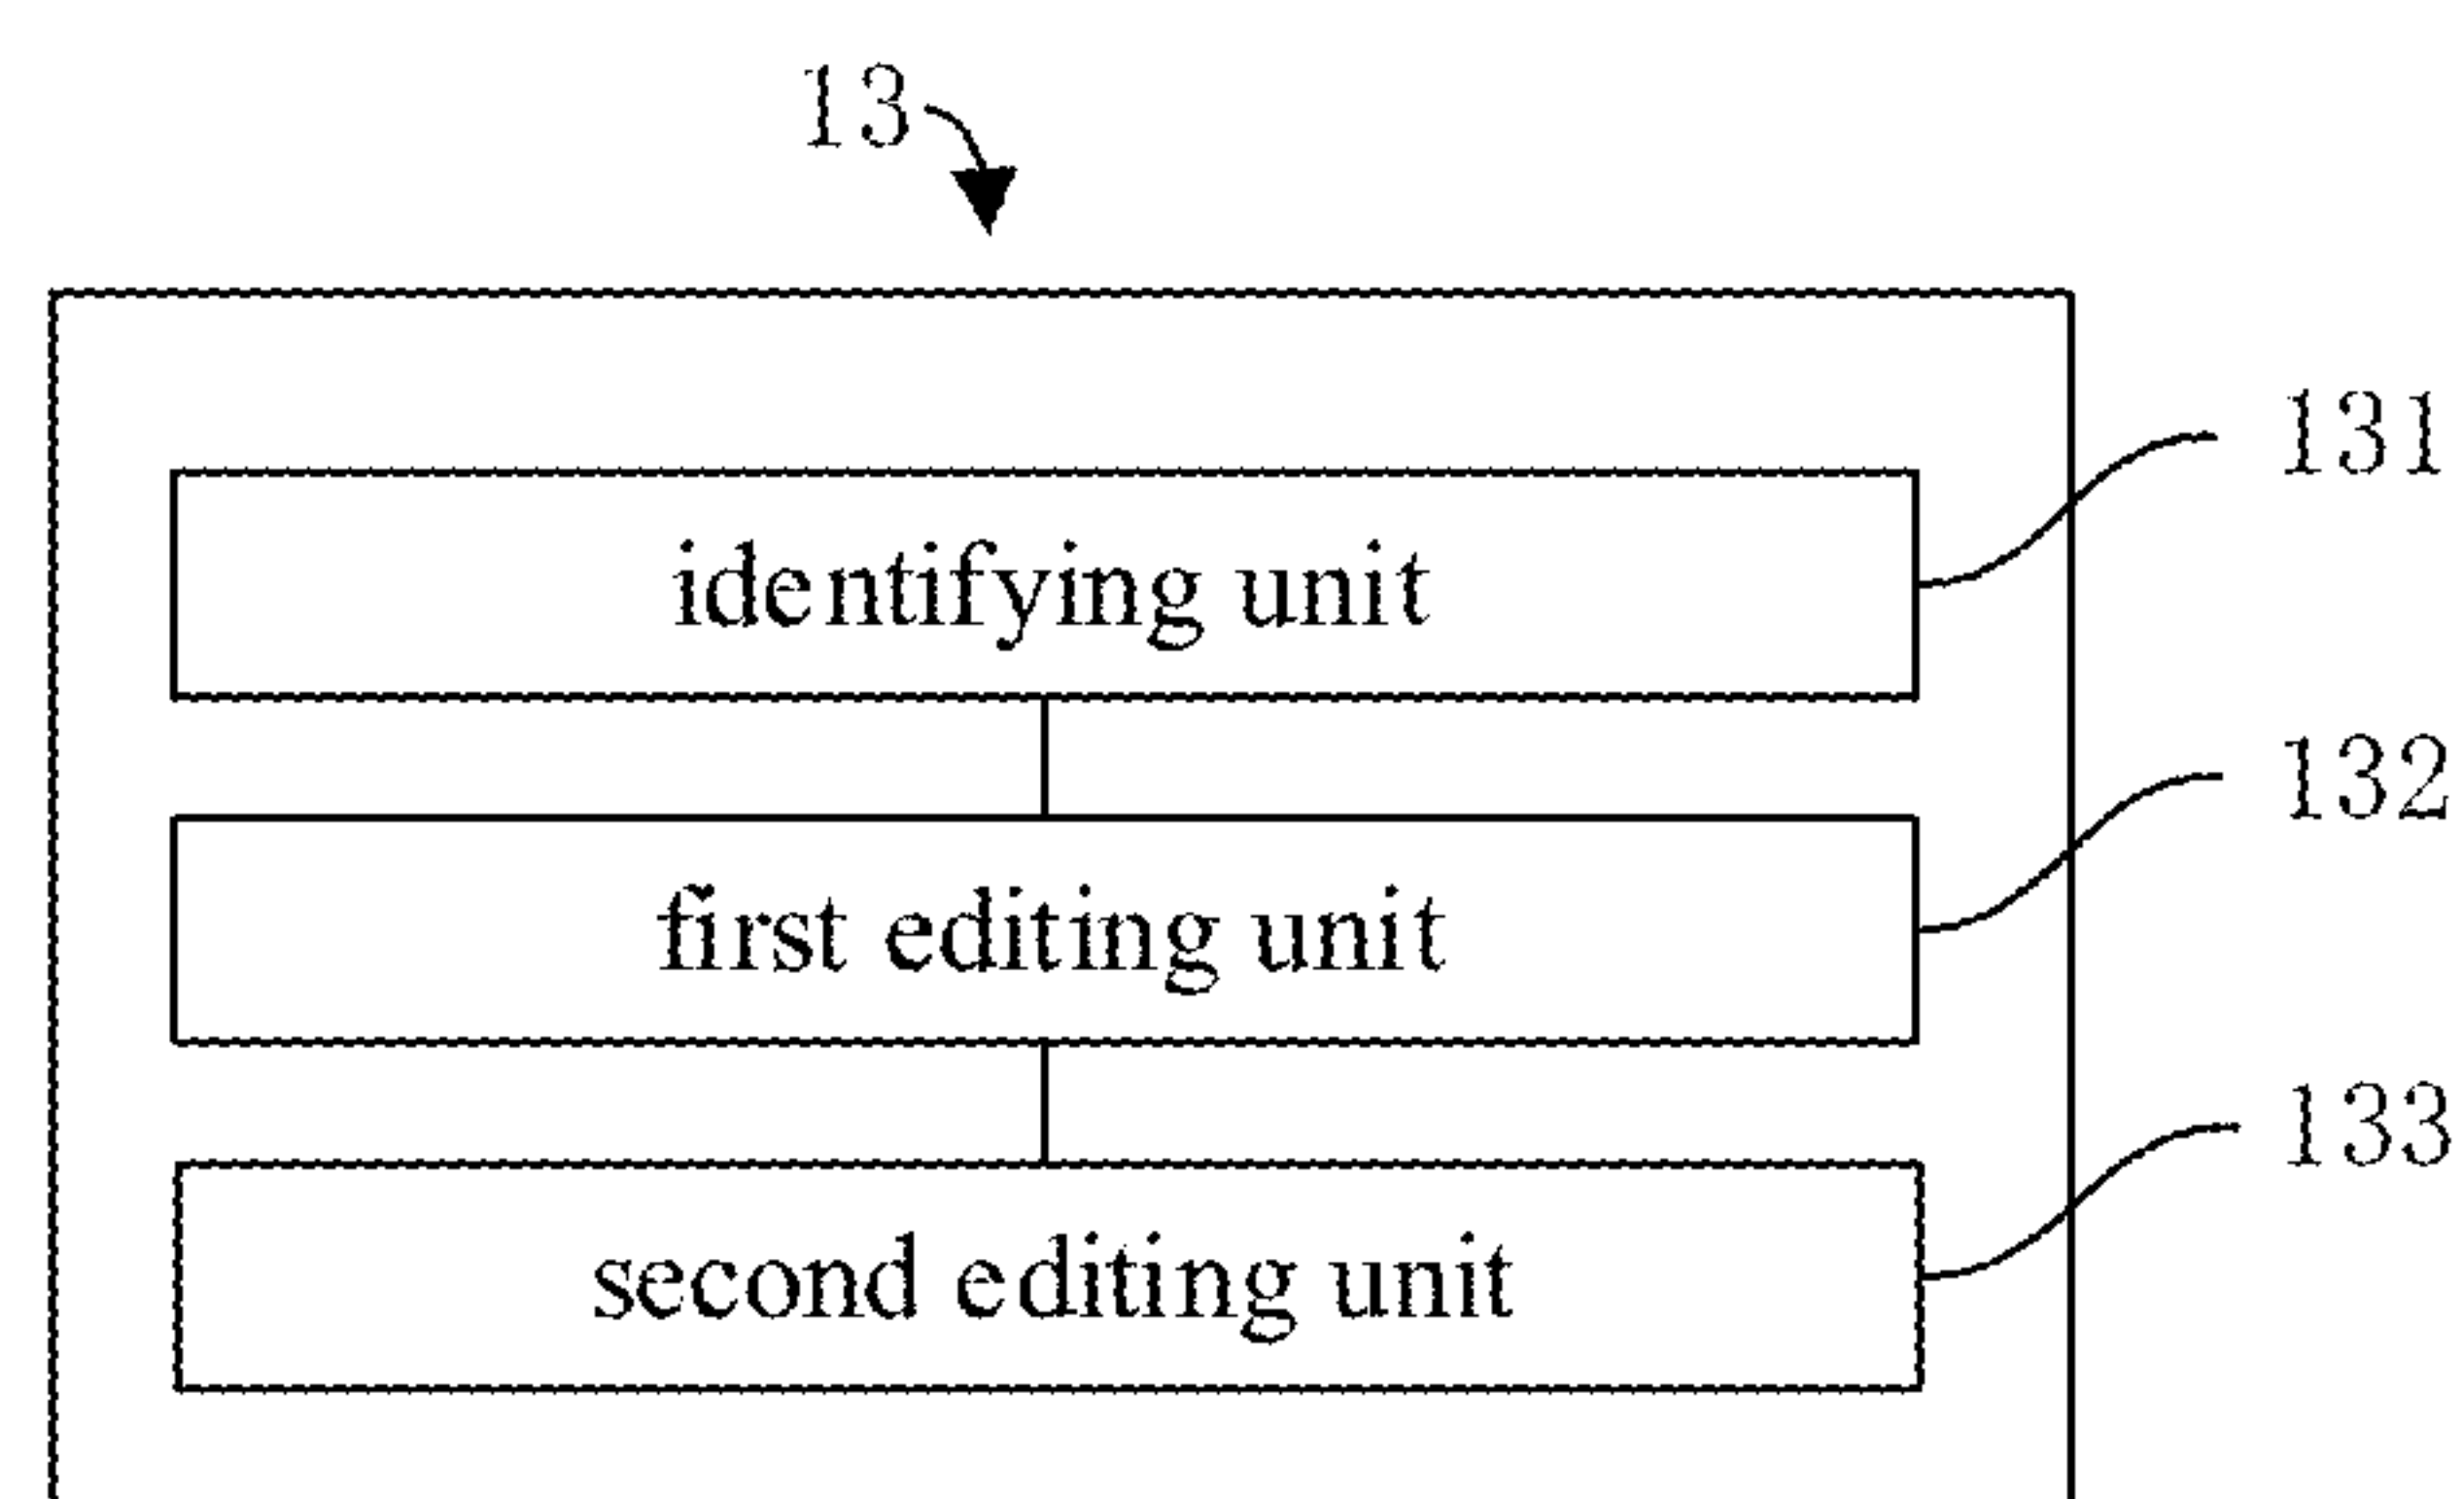 13
131
identifying unit
132
first editing unit
133
second editing unit